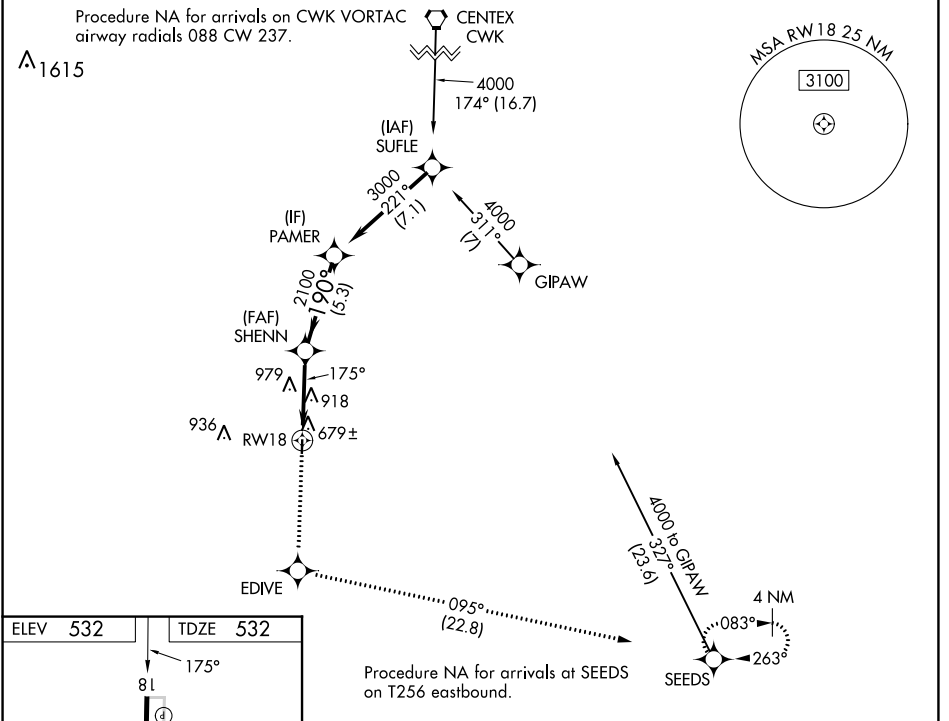 Procedure NA for arrivals on CWK VORTAC
airway radials 088 CW 237.
CENTEX
CWK
1615
4000
174° (16.7)
MSA RW18 25 NM
3100
(IAF)
SUFLE
3000
221°
(7.1)
4000
311°
(7)
GIPAW
(IF)
PAMER
2100
190°
(5.3)
(FAF)
SHENN
979
175°
918
936
RW18
679±
EDIVE
095°
(22.8)
4000 to GIPAW
327°
(23.6)
4 NM
083°
263°
SEEDS
Procedure NA for arrivals at SEEDS
on T256 eastbound.
ELEV 532
TDZE 532
175°
18
P